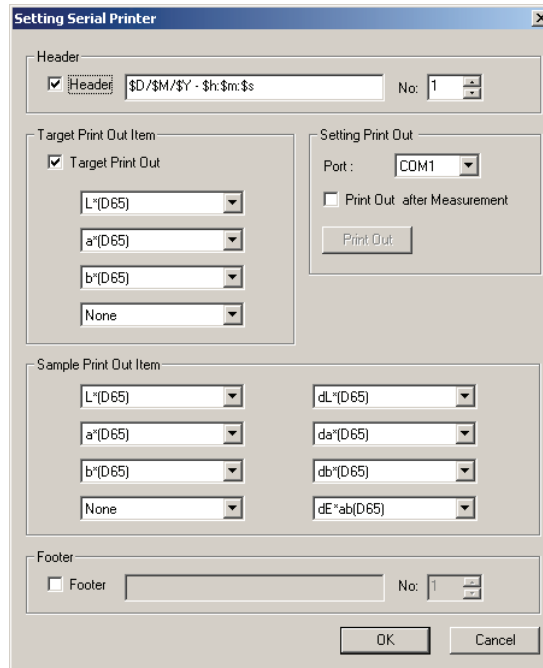 Setting Serial Printer
Header
Header $D/$M/$Y - $h:$m:$s No: 1
Target Print Out Item
Target Print Out
L*(D65)
a*(D65)
b*(D65)
None
Setting Print Out
Port : COM1
Print Out after Measurement
Print Out
Sample Print Out Item
L*(D65) dL*(D65)
a*(D65) da*(D65)
b*(D65) db*(D65)
None dE*ab(D65)
Footer
Footer No: 1
OK Cancel